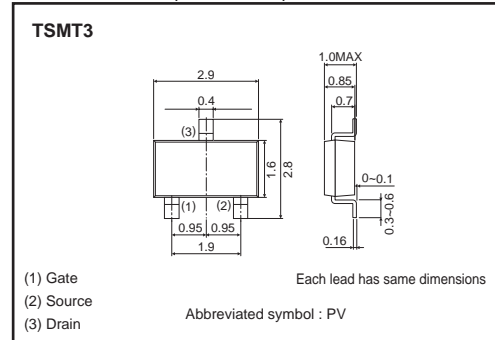 TSMT3
1.0MAX
2.9
0.85
0.4
0.7
(3)
1.6
2.8
0~0.1
(1)
(2)
0.3~0.6
0.95
0.95
0.16
1.9
(1) Gate
Each lead has same dimensions
(2) Source
(3) Drain
Abbreviated symbol : PV